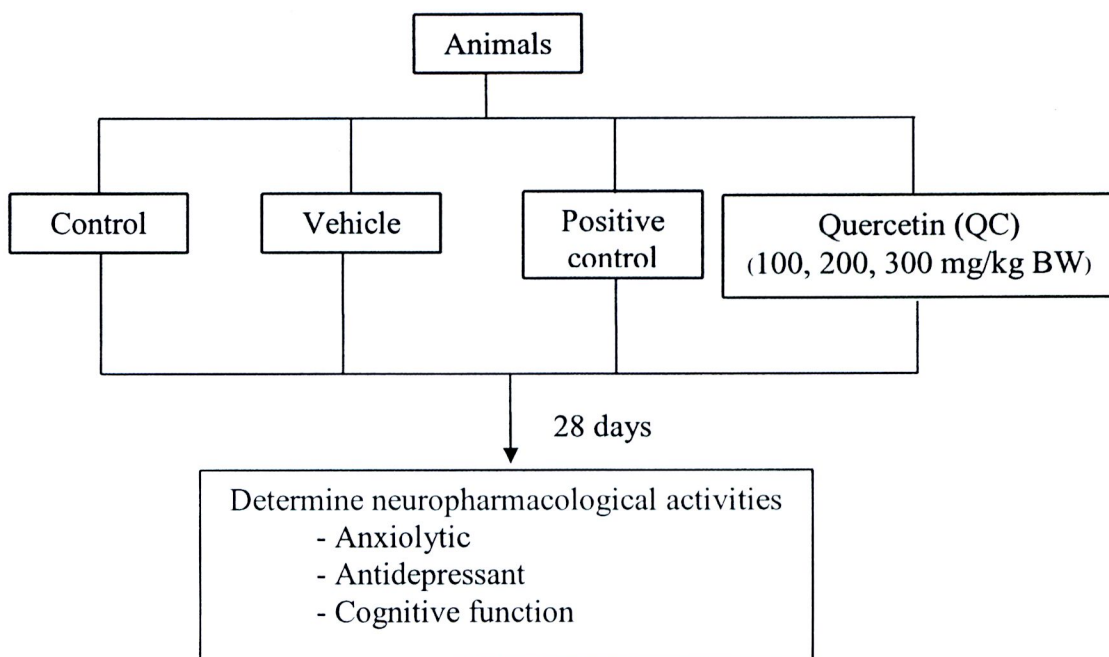 Animals
Control
Vehicle
Positive
control
Quercetin (QC)
(100, 200, 300 mg/kg BW)
28 days
Determine neuropharmacological activities
- Anxiolytic
- Antidepressant
- Cognitive function